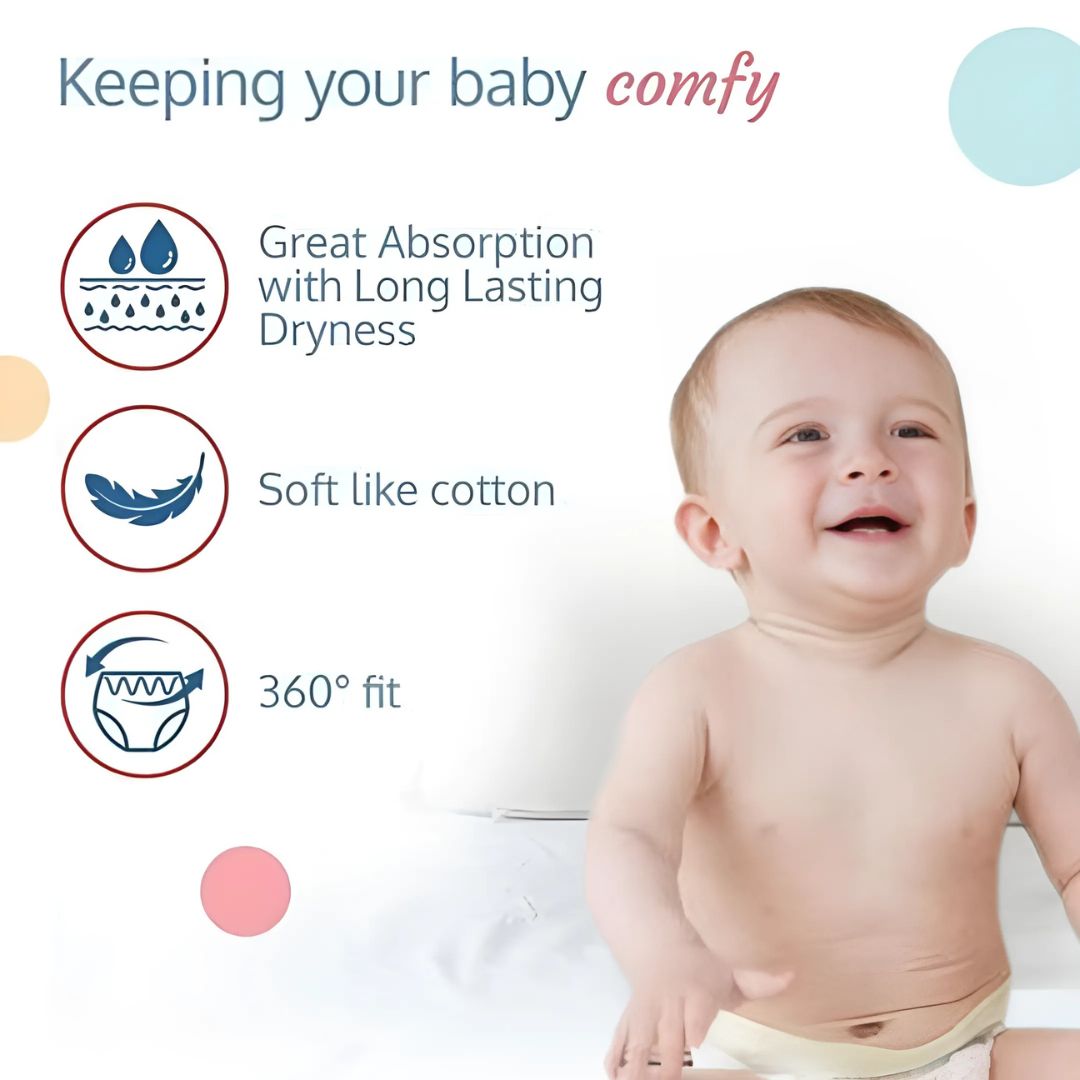 Keeping your baby comfy
Great Absorption
with Long Lasting
Dryness
Soft like cotton
360° fit